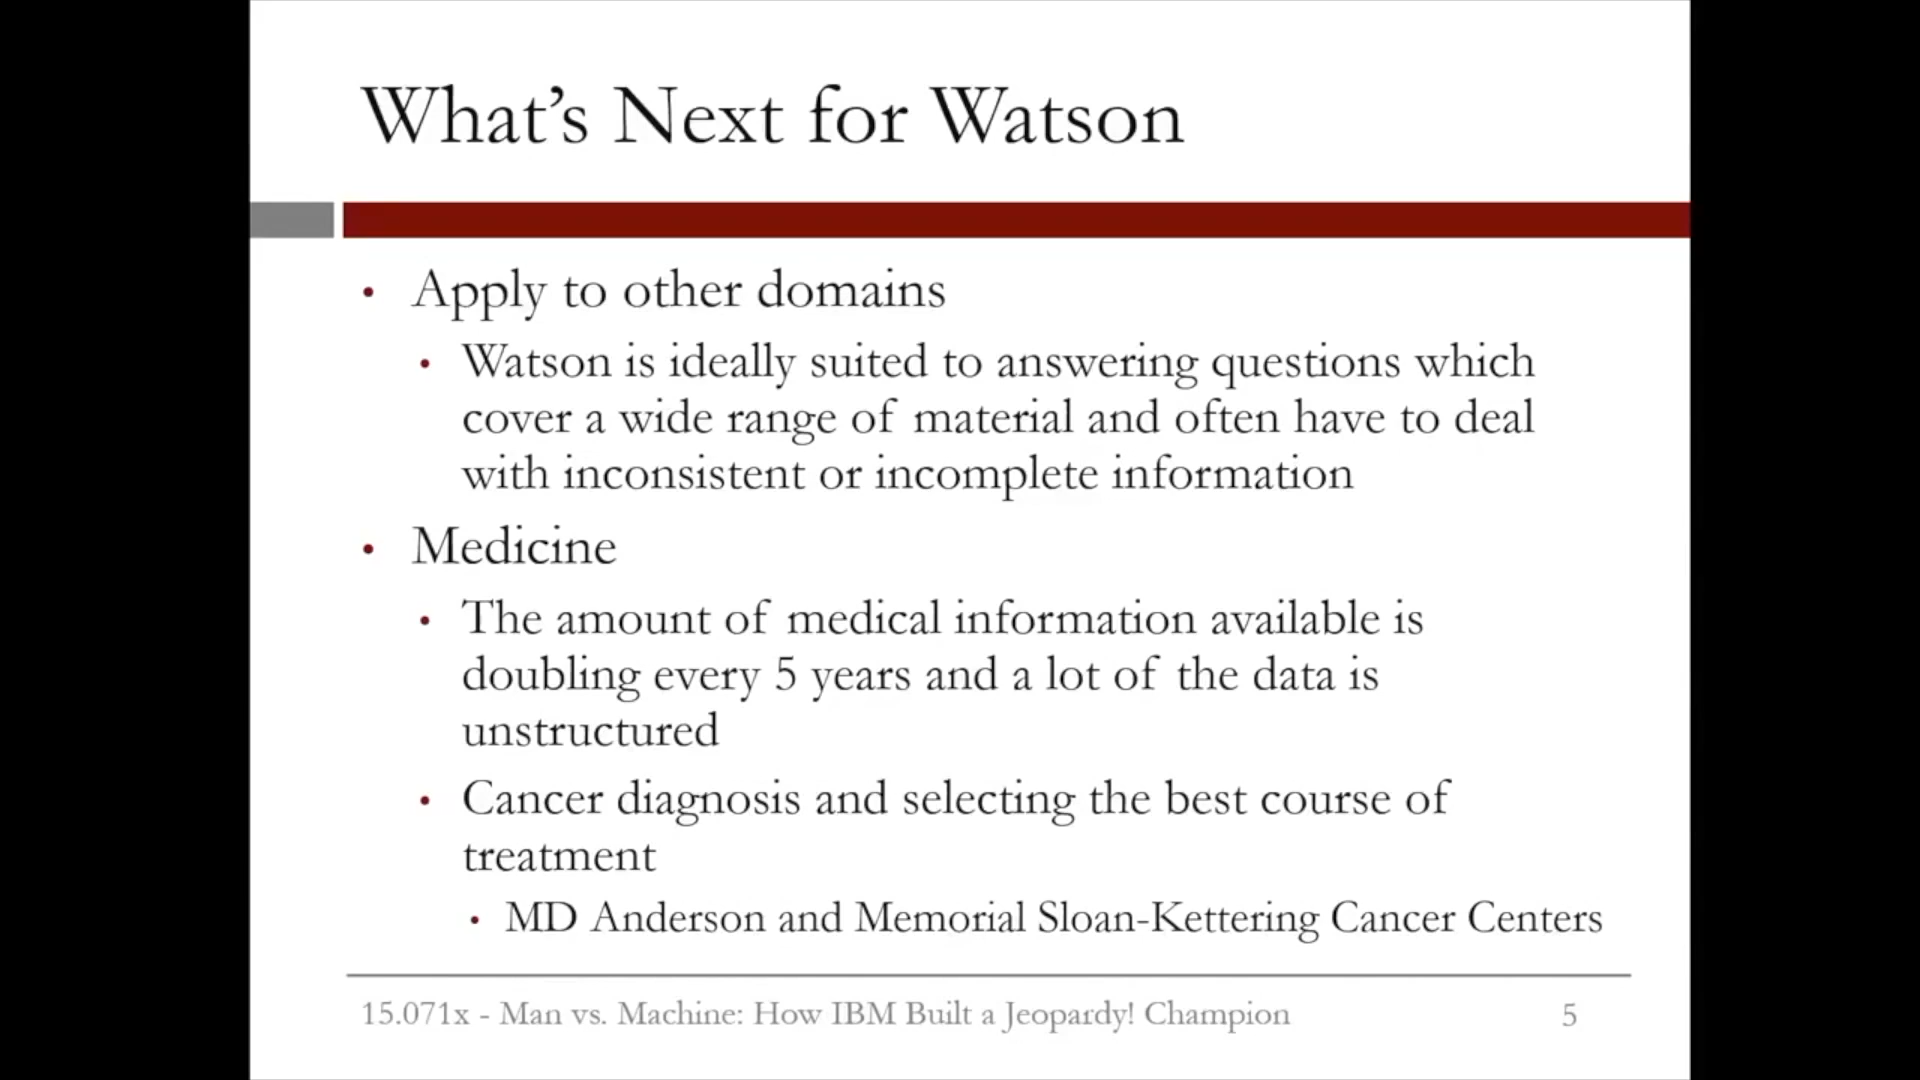 What's Next for Watson
• Apply to other domains
• Watson is ideally suited to answering questions which
cover a wide range of material and often have to deal
with inconsistent or incomplete information
• Medicine
• The amount of medical information available is
doubling every 5 years and a lot of the data is
unstructured
• Cancer diagnosis and selecting the best course of
treatment
• MD Anderson and Memorial Sloan-Kettering Cancer Centers
15.071x - Man vs. Machine: How IBM Built a Jeopardy! Champion 5